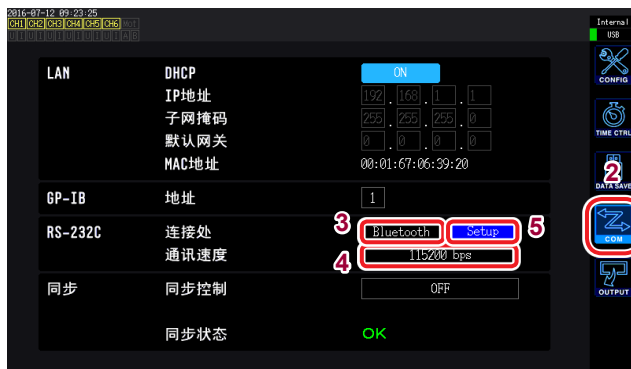 2016-07-12 09:23:25
CH1 CH2 CH3 CH4 CH5 CH6 Mot
U I U I U I U I U I U I A B
Internal
USB
CONFIG
TIME CTRL
2
DATA SAVE
COM
OUTPUT
LAN DHCP ON
IP地址 192 . 168 . 1 . 1
子网掩码 255 . 255 . 255 . 0
默认网关 0 . 0 . 0 . 0
MAC地址 00:01:67:06:39:20
GP-IB 地址 1
RS-232C 连接处 3 Bluetooth Setup 5
通讯速度 4 115200 bps
同步 同步控制 OFF
同步状态 OK